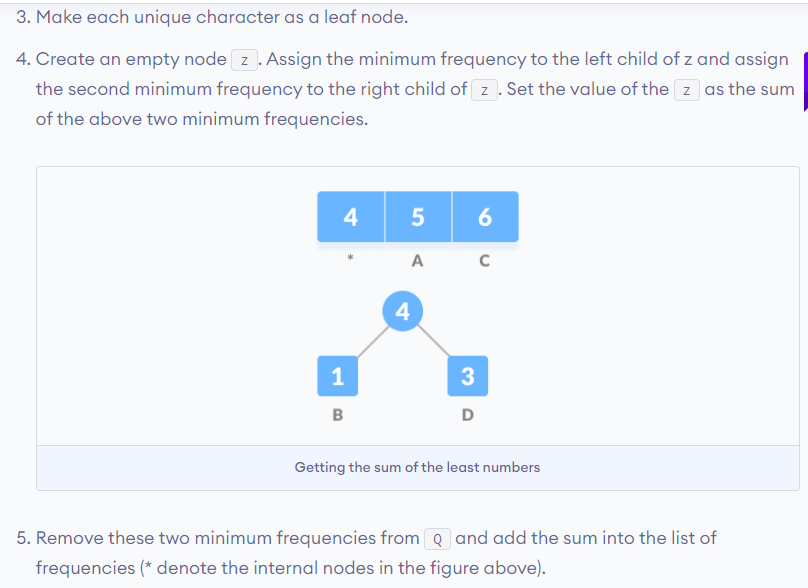 3. Make each unique character as a leaf node.
4. Create an empty node z . Assign the minimum frequency to the left child of z and assign
the second minimum frequency to the right child of z . Set the value of the z as the sum
of the above two minimum frequencies.
4 5 6
* A C
4
1 3
B D
Getting the sum of the least numbers
5. Remove these two minimum frequencies from Q and add the sum into the list of
frequencies (* denote the internal nodes in the figure above).